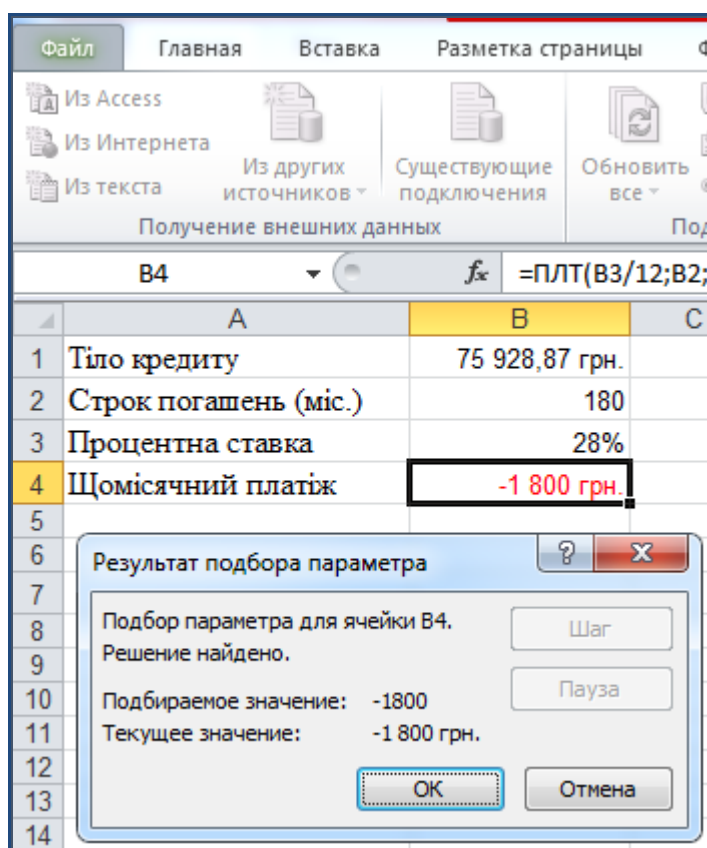 Файл Главная Вставка Разметка страницы
Из Access
Из Интернета
Из текста
Из других источников
Существующие подключения
Обновить все
Получение внешних данных
B4 fx =ПЛТ(B3/12;B2;
A B C
1 Тіло кредиту 75 928,87 грн.
2 Строк погашень (міс.) 180
3 Процентна ставка 28%
4 Щомісячний платіж -1 800 грн.
5
6
7
8
9
10
11
12
13
14
Результат подбора параметра
Подбор параметра для ячейки B4.
Решение найдено.
Подбираемое значение: -1800
Текущее значение: -1 800 грн.
Шаг
Пауза
ОК Отмена